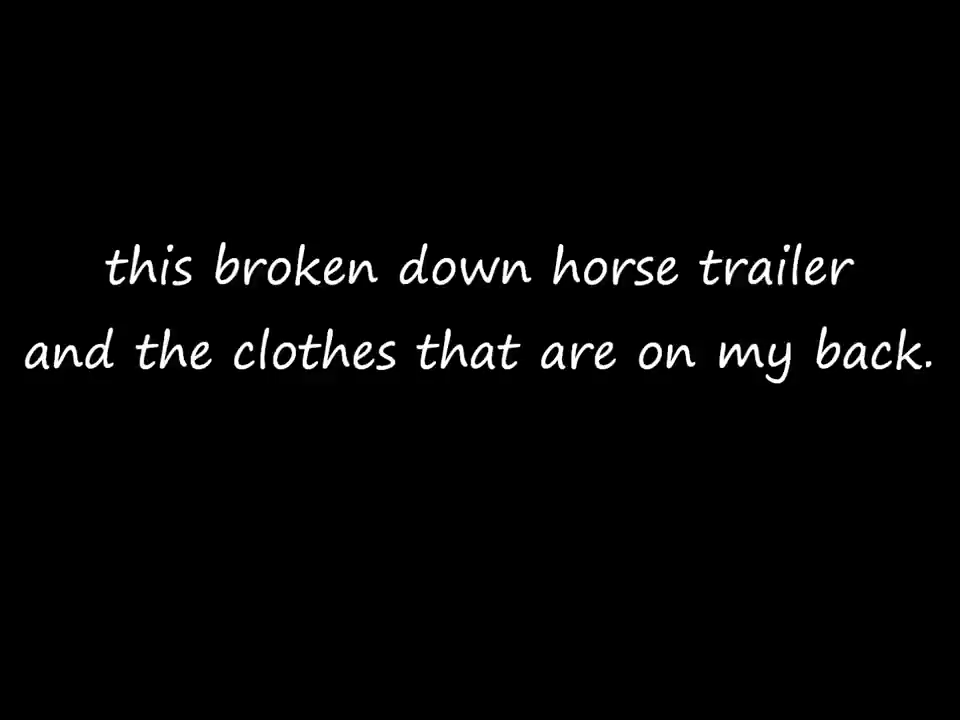 this broken down horse trailer
and the clothes that are on my back.